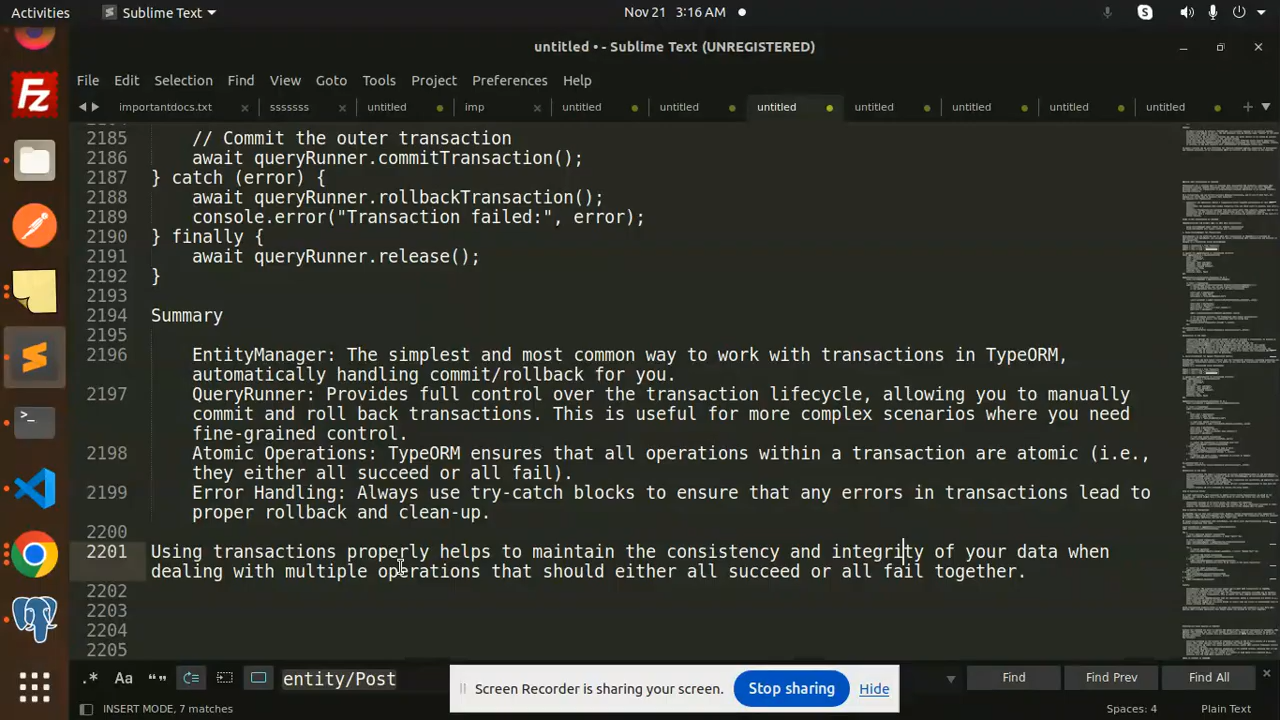 Activities Sublime Text Nov 21 3:16 AM
untitled • - Sublime Text (UNREGISTERED)
File Edit Selection Find View Goto Tools Project Preferences Help
importantdocs.txt sssssss untitled imp untitled untitled untitled untitled untitled untitled untitled
2185 // Commit the outer transaction
2186 await queryRunner.commitTransaction();
2187 } catch (error) {
2188 await queryRunner.rollbackTransaction();
2189 console.error("Transaction failed:", error);
2190 } finally {
2191 await queryRunner.release();
2192 }
2193
2194 Summary
2195
2196 EntityManager: The simplest and most common way to work with transactions in TypeORM,
automatically handling commit/rollback for you.
2197 QueryRunner: Provides full control over the transaction lifecycle, allowing you to manually
commit and roll back transactions. This is useful for more complex scenarios where you need
fine-grained control.
2198 Atomic Operations: TypeORM ensures that all operations within a transaction are atomic (i.e.,
they either all succeed or all fail).
2199 Error Handling: Always use try/catch blocks to ensure that any errors in transactions lead to
proper rollback and clean-up.
2200
2201 Using transactions properly helps to maintain the consistency and integrity of your data when
dealing with multiple operations should either all succeed or all fail together.
2202
2203
2204
2205
.* Aa “” entity/Post Find Find Prev Find All
Screen Recorder is sharing your screen. Stop sharing Hide
INSERT MODE, 7 matches Spaces: 4 Plain Text